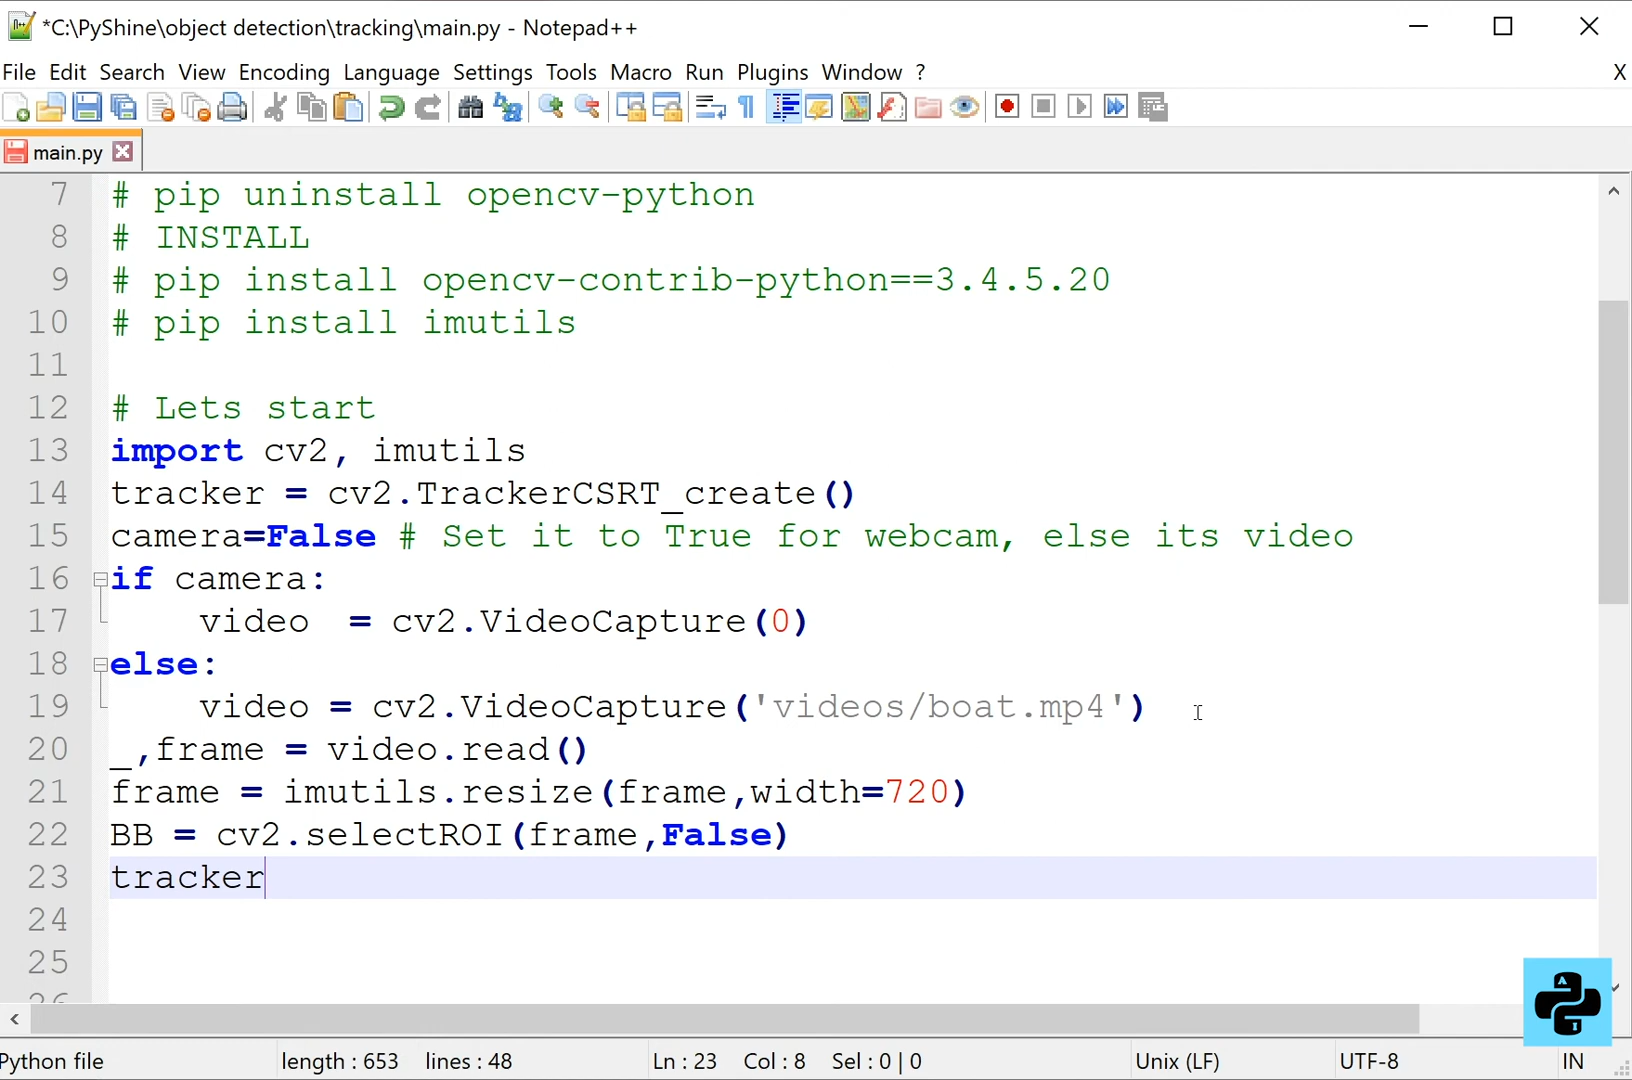 *C:\PyShine\object detection\tracking\main.py - Notepad++
File Edit Search View Encoding Language Settings Tools Macro Run Plugins Window ? X
main.py
7 # pip uninstall opencv-python
8 # INSTALL
9 # pip install opencv-contrib-python==3.4.5.20
10 # pip install imutils
11
12 # Lets start
13 import cv2, imutils
14 tracker = cv2.TrackerCSRT_create()
15 camera=False # Set it to True for webcam, else its video
16 if camera:
17     video  = cv2.VideoCapture(0)
18 else:
19     video = cv2.VideoCapture('videos/boat.mp4')
20 _,frame = video.read()
21 frame = imutils.resize(frame,width=720)
22 BB = cv2.selectROI(frame,False)
23 tracker
24
25
26
A
I
Python file length : 653 lines : 48 Ln : 23 Col : 8 Sel : 0 | 0 Unix (LF) UTF-8 IN